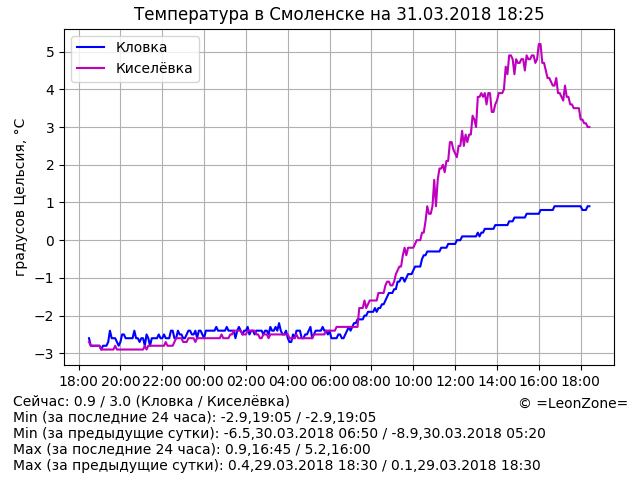 Температура в Смоленске на 31.03.2018 18:25
Кловка
Киселёвка
градусов Цельсия, °C
5
4
3
2
1
0
−1
−2
−3
18:00 20:00 22:00 00:00 02:00 04:00 06:00 08:00 10:00 12:00 14:00 16:00 18:00
Сейчас: 0.9 / 3.0 (Кловка / Киселёвка)
© =LeonZone=
Min (за последние 24 часа): -2.9,19:05 / -2.9,19:05
Min (за предыдущие сутки): -6.5,30.03.2018 06:50 / -8.9,30.03.2018 05:20
Max (за последние 24 часа): 0.9,16:45 / 5.2,16:00
Max (за предыдущие сутки): 0.4,29.03.2018 18:30 / 0.1,29.03.2018 18:30